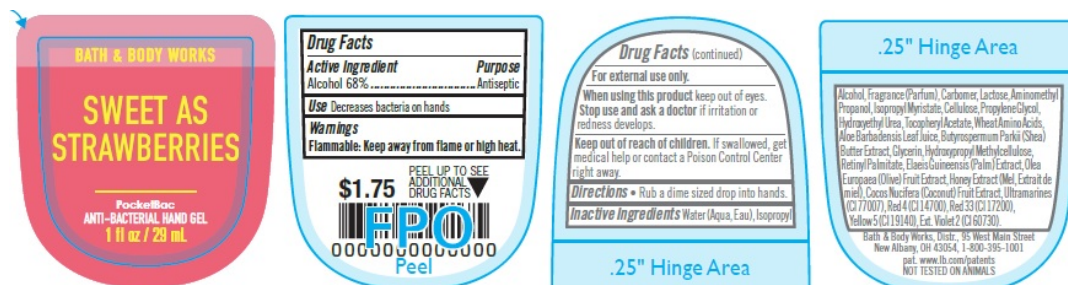 BATH & BODY WORKS
SWEET AS
STRAWBERRIES
PocketBac
ANTI-BACTERIAL HAND GEL
1 fl oz / 29 mL
Drug Facts
Active Ingredient Purpose
Alcohol 68% Antiseptic
Use Decreases bacteria on hands
Warnings
Flammable: Keep away from flame or high heat.
$1.75
PEEL UP TO SEE
ADDITIONAL
DRUG FACTS
FPO
000000000000000
Peel
Drug Facts (continued)
For external use only.
When using this product keep out of eyes.
Stop use and ask a doctor if irritation or
redness develops.
Keep out of reach of children. If swallowed, get
medical help or contact a Poison Control Center
right away.
Directions • Rub a dime sized drop into hands.
Inactive Ingredients Water (Aqua, Eau), Isopropyl
.25" Hinge Area
.25" Hinge Area
Alcohol, Fragrance (Parfum), Carbomer, Lactose, Aminomethyl
Propanol, Isopropyl Myristate, Cellulose, Propylene Glycol,
Hydroxyethyl Urea, Tocopheryl Acetate, Wheat Amino Acids,
Aloe Barbadensis Leaf Juice, Butyrospermum Parkii (Shea)
Butter Extract, Glycerin, Hydroxypropyl Methylcellulose,
Retinyl Palmitate, Elaeis Guineensis (Palm) Extract, Olea
Europaea (Olive) Fruit Extract, Honey Extract (Mel, Extrait de
miel), Cocos Nucifera (Coconut) Fruit Extract, Ultramarines
(CI 77007), Red 4 (CI 14700), Red 33 (CI 17200),
Yellow 5 (CI 19140), Ext. Violet 2 (CI 60730).
Bath & Body Works, Distr., 95 West Main Street
New Albany, OH 43054, 1-800-395-1001
pat. www.lb.com/patents
NOT TESTED ON ANIMALS